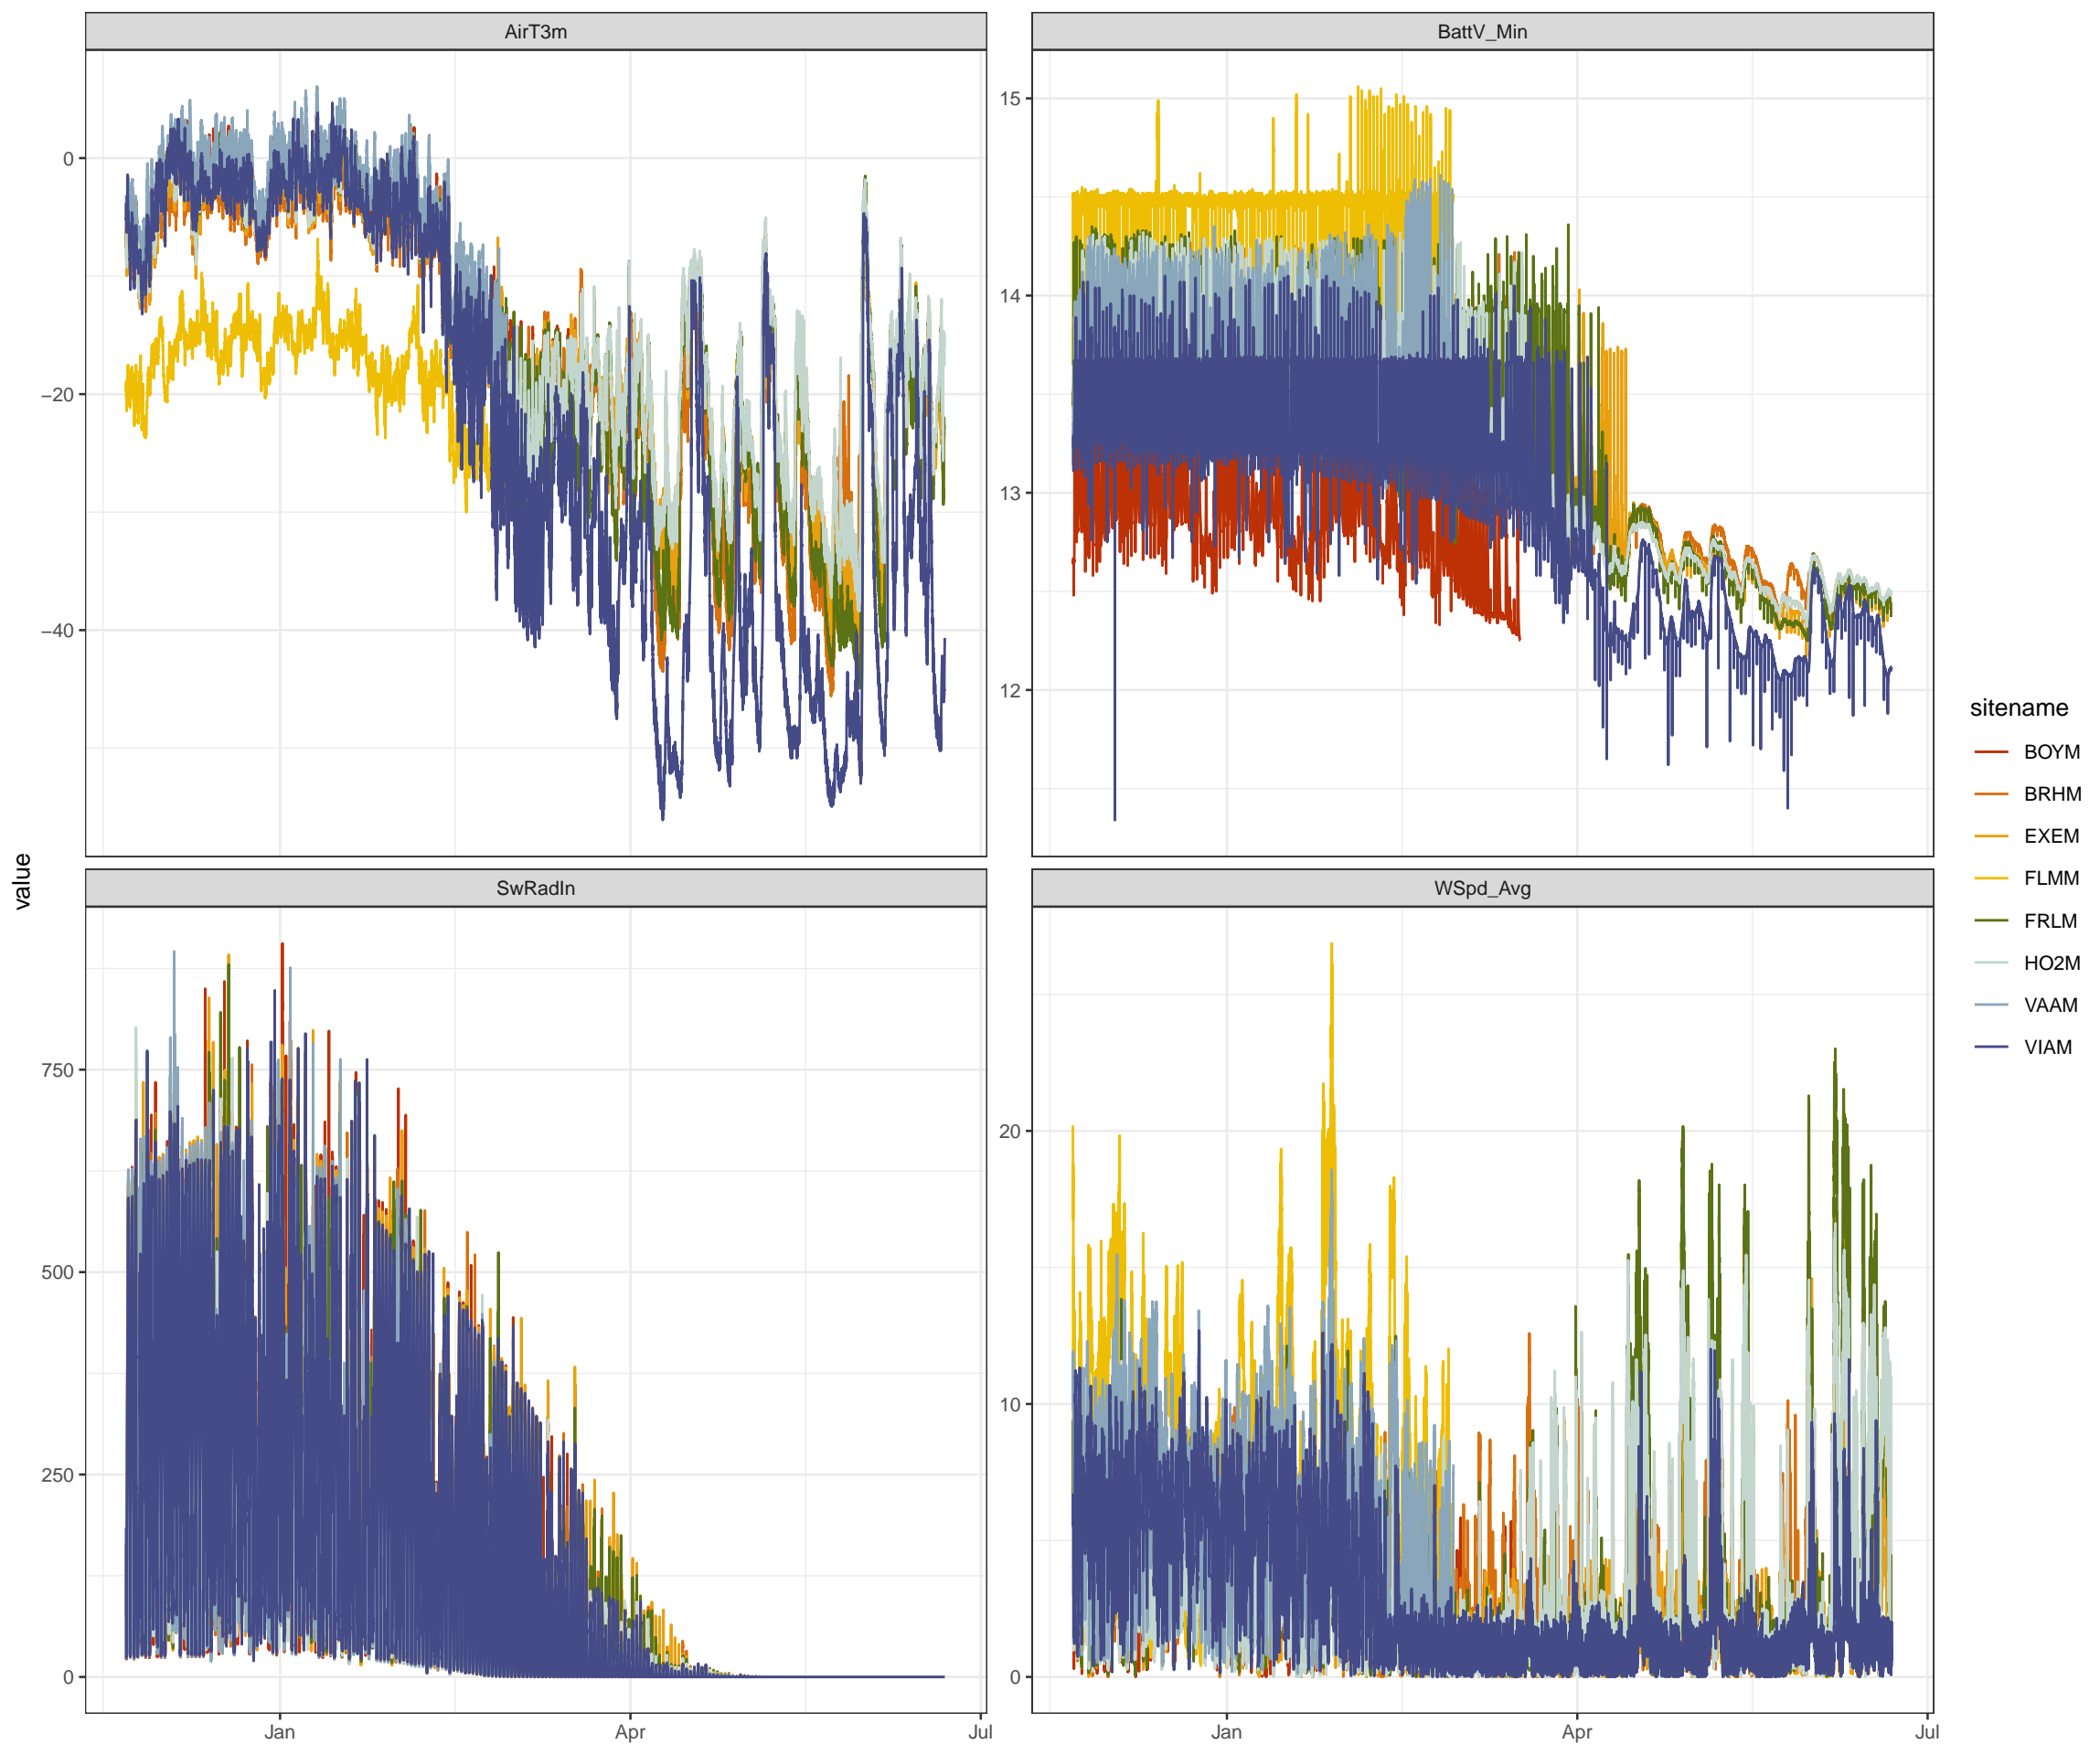 AirT3m
BattV_Min
0
−20
−40
15
14
13
12
SwRadIn
WSpd_Avg
750
500
250
0
20
10
0
Jan Apr Jul
Jan Apr Jul
value
sitename
BOYM
BRHM
EXEM
FLMM
FRLM
HO2M
VAAM
VIAM